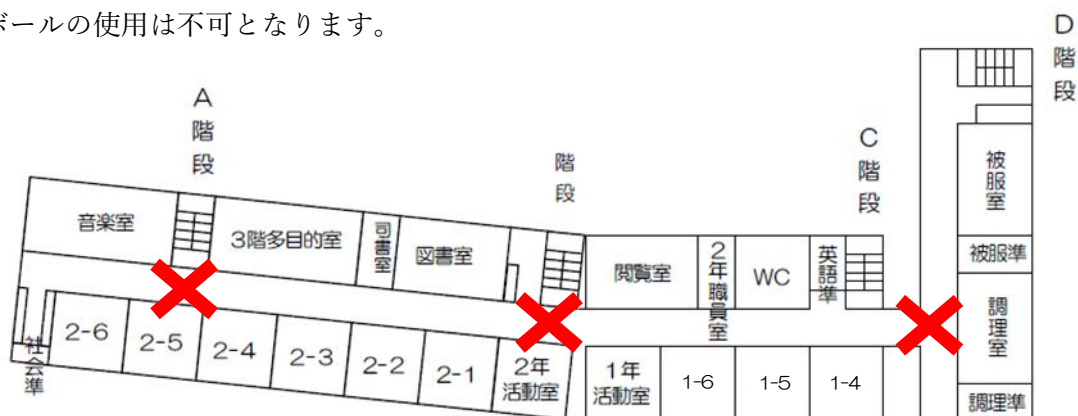 ボールの使用は不可となります。
A階段
階段
C階段
D階段
音楽室
3階多目的室
司書室
図書室
閲覧室
2年職員室
WC
英語準
被服室
被服準
調理室
調理準
社会準
2-6
2-5
2-4
2-3
2-2
2-1
2年
活動室
1年
活動室
1-6
1-5
1-4